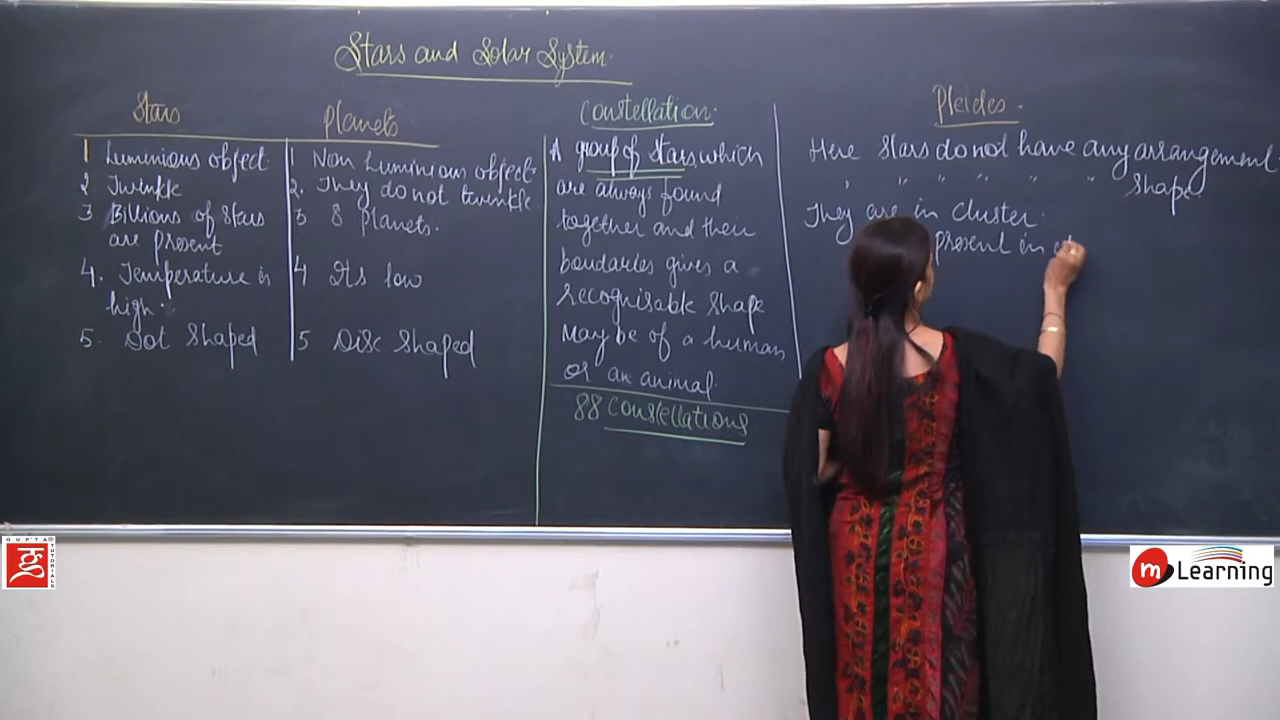 Stars and Solar System.
Stars
1 Luminious object.
2 Twinkle
3 Billions of Stars
are present
4. Temperature is
high.
5. Dot Shaped
Planets
1 Non Luminious object.
2. They do not twinkle.
3 8 planets.
4 Its low
5 Disc Shaped
Constellation.
A group of stars which
are always found
together and their
boudaries gives a
recognisable shape
May be of a human
or an animal.
88 Constellations
Pleides.
Here stars do not have any arrangement
" " " " " " Shape.
They are in Cluster.
present in
GUPTA TUTORIALS
m Learning